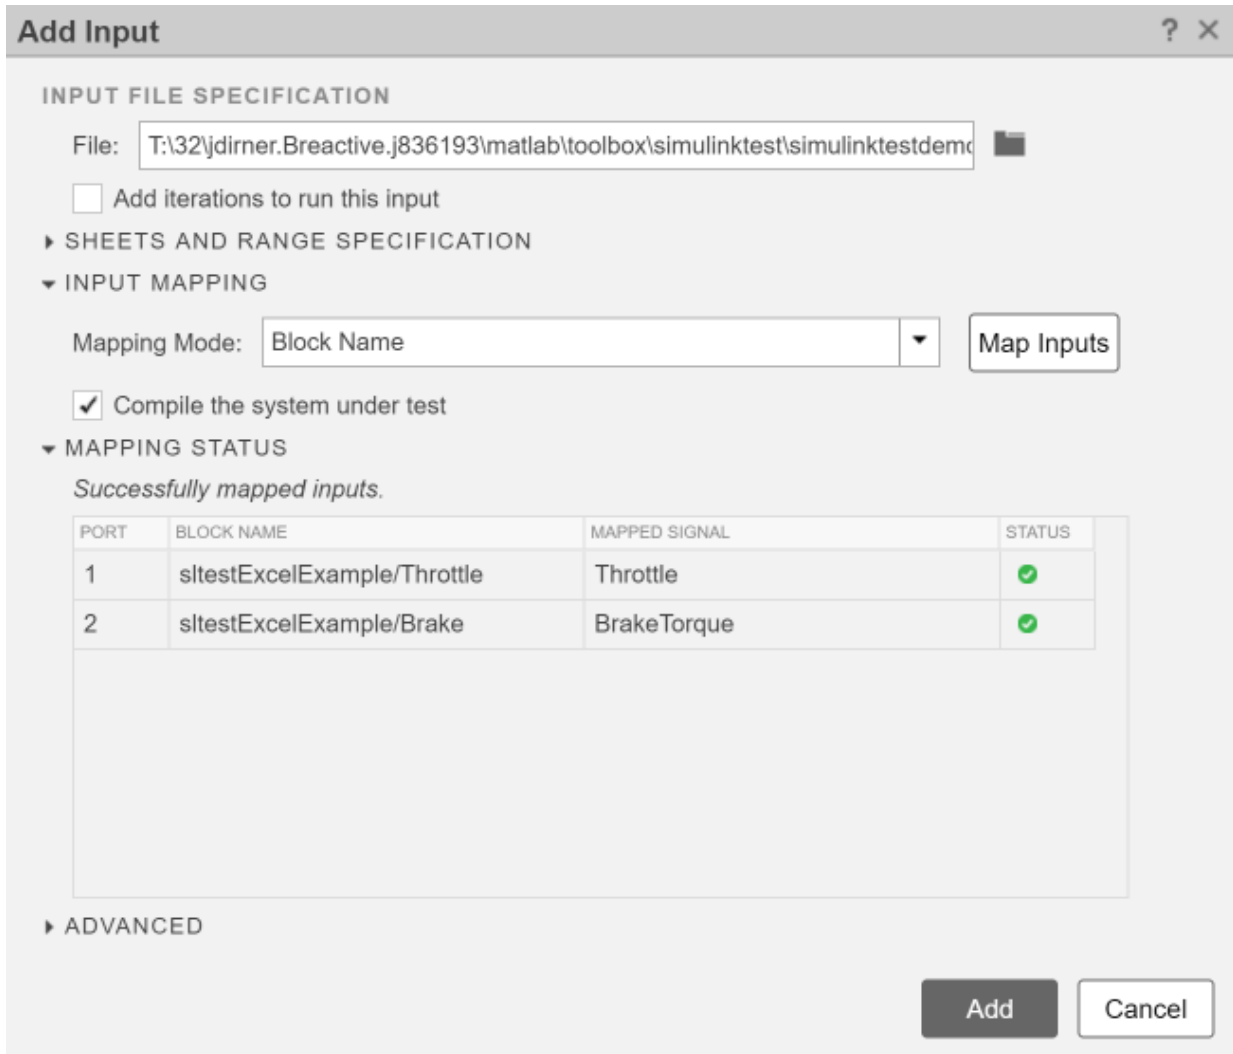 Add Input ?
INPUT FILE SPECIFICATION
File: T:\32\jdirner.Breactive.j836193\matlab\toolbox\simulinktest\simulinktestdemo
Add iterations to run this input
SHEETS AND RANGE SPECIFICATION
INPUT MAPPING
Mapping Mode: Block Name Map Inputs
Compile the system under test
MAPPING STATUS
Successfully mapped inputs.
PORT BLOCK NAME MAPPED SIGNAL STATUS
1 sltestExcelExample/Throttle Throttle
2 sltestExcelExample/Brake BrakeTorque
ADVANCED
Add Cancel